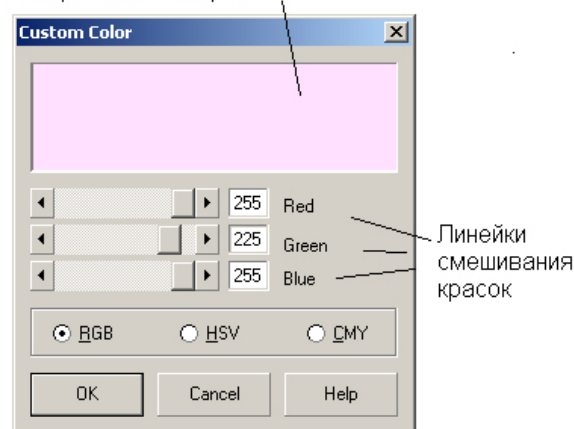 Custom Color
255 Red
225 Green
255 Blue
Линейки
смешивания
красок
RGB HSV CMY
OK Cancel Help